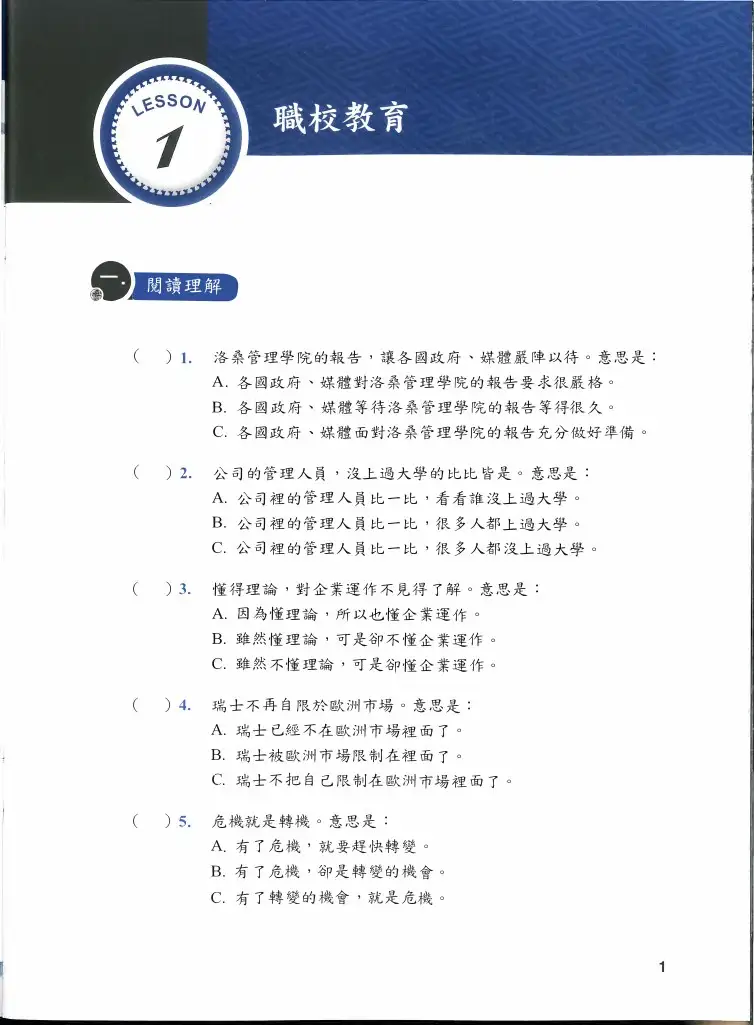 LESSON
1
職校教育
一.
閱讀理解
(　) 1. 洛桑管理學院的報告，讓各國政府、媒體嚴陣以待。意思是：
A. 各國政府、媒體對洛桑管理學院的報告要求很嚴格。
B. 各國政府、媒體等待洛桑管理學院的報告等得很久。
C. 各國政府、媒體面對洛桑管理學院的報告充分做好準備。
(　) 2. 公司的管理人員，沒上過大學的比比皆是。意思是：
A. 公司裡的管理人員比一比，看看誰沒上過大學。
B. 公司裡的管理人員比一比，很多人都上過大學。
C. 公司裡的管理人員比一比，很多人都沒上過大學。
(　) 3. 懂得理論，對企業運作不見得了解。意思是：
A. 因為懂理論，所以也懂企業運作。
B. 雖然懂理論，可是卻不懂企業運作。
C. 雖然不懂理論，可是卻懂企業運作。
(　) 4. 瑞士不再自限於歐洲市場。意思是：
A. 瑞士已經不在歐洲市場裡面了。
B. 瑞士被歐洲市場限制在裡面了。
C. 瑞士不把自己限制在歐洲市場裡面了。
(　) 5. 危機就是轉機。意思是：
A. 有了危機，就要趕快轉變。
B. 有了危機，卻是轉變的機會。
C. 有了轉變的機會，就是危機。
1